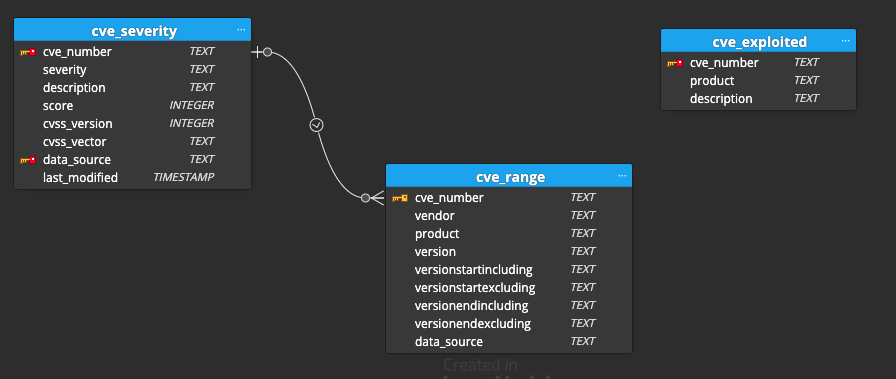 cve_severity ...
cve_number TEXT
severity TEXT
description TEXT
score INTEGER
cvss_version INTEGER
cvss_vector TEXT
data_source TEXT
last_modified TIMESTAMP
cve_exploited ...
cve_number TEXT
product TEXT
description TEXT
cve_range ...
cve_number TEXT
vendor TEXT
product TEXT
version TEXT
versionstartincluding TEXT
versionstartexcluding TEXT
versionendincluding TEXT
versionendexcluding TEXT
data_source TEXT
Created in